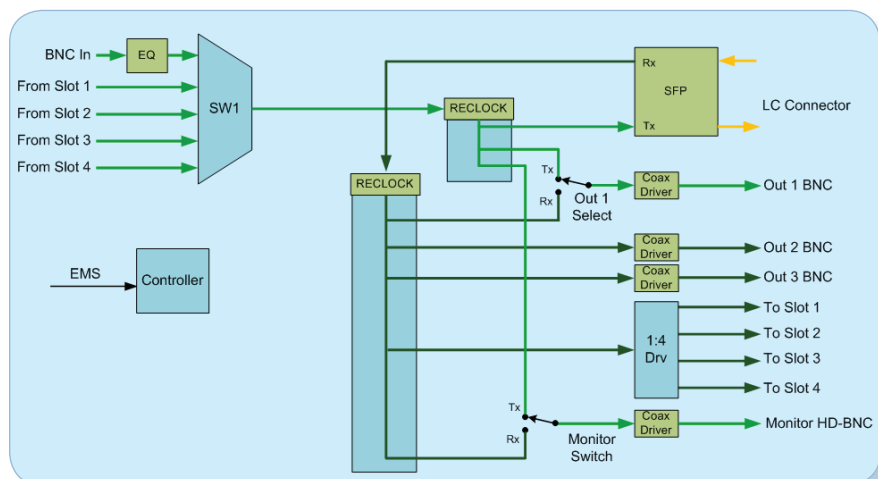 BNC In
EQ
From Slot 1
From Slot 2
From Slot 3
From Slot 4
SW1
RECLOCK
Rx
SFP
Tx
LC Connector
RECLOCK
Tx
Rx
Out 1
Select
Coax
Driver
Out 1 BNC
Coax
Driver
Out 2 BNC
Coax
Driver
Out 3 BNC
EMS
Controller
1:4
Drv
To Slot 1
To Slot 2
To Slot 3
To Slot 4
Tx
Rx
Monitor
Switch
Coax
Driver
Monitor HD-BNC